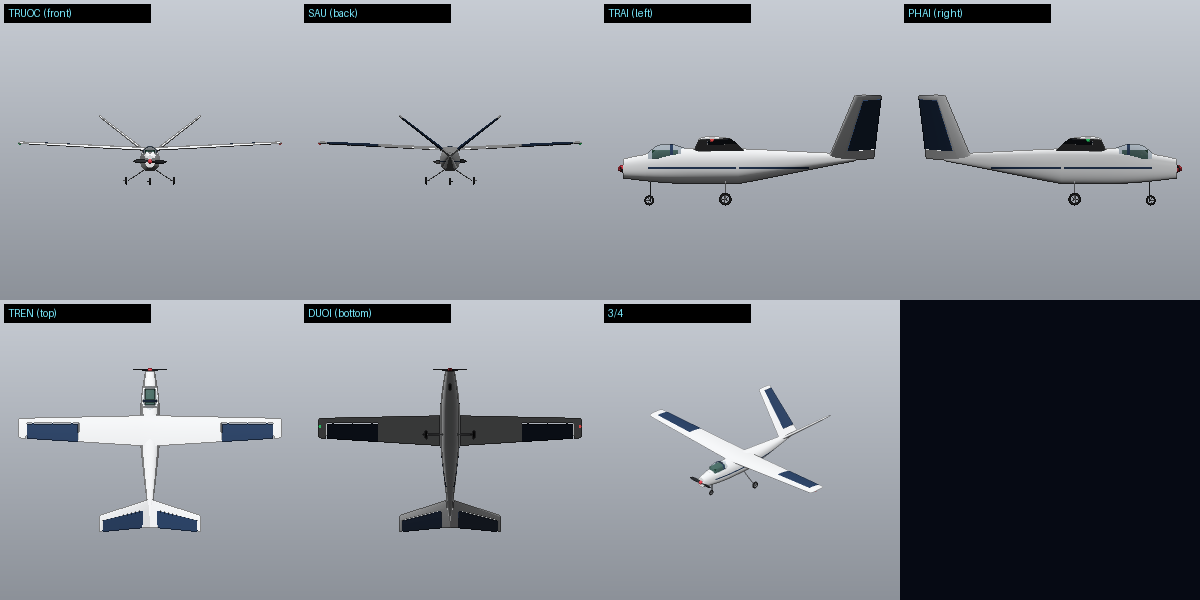 TRUOC (front)
SAU (back)
TRAI (left)
PHAI (right)
TREN (top)
DUOI (bottom)
3/4